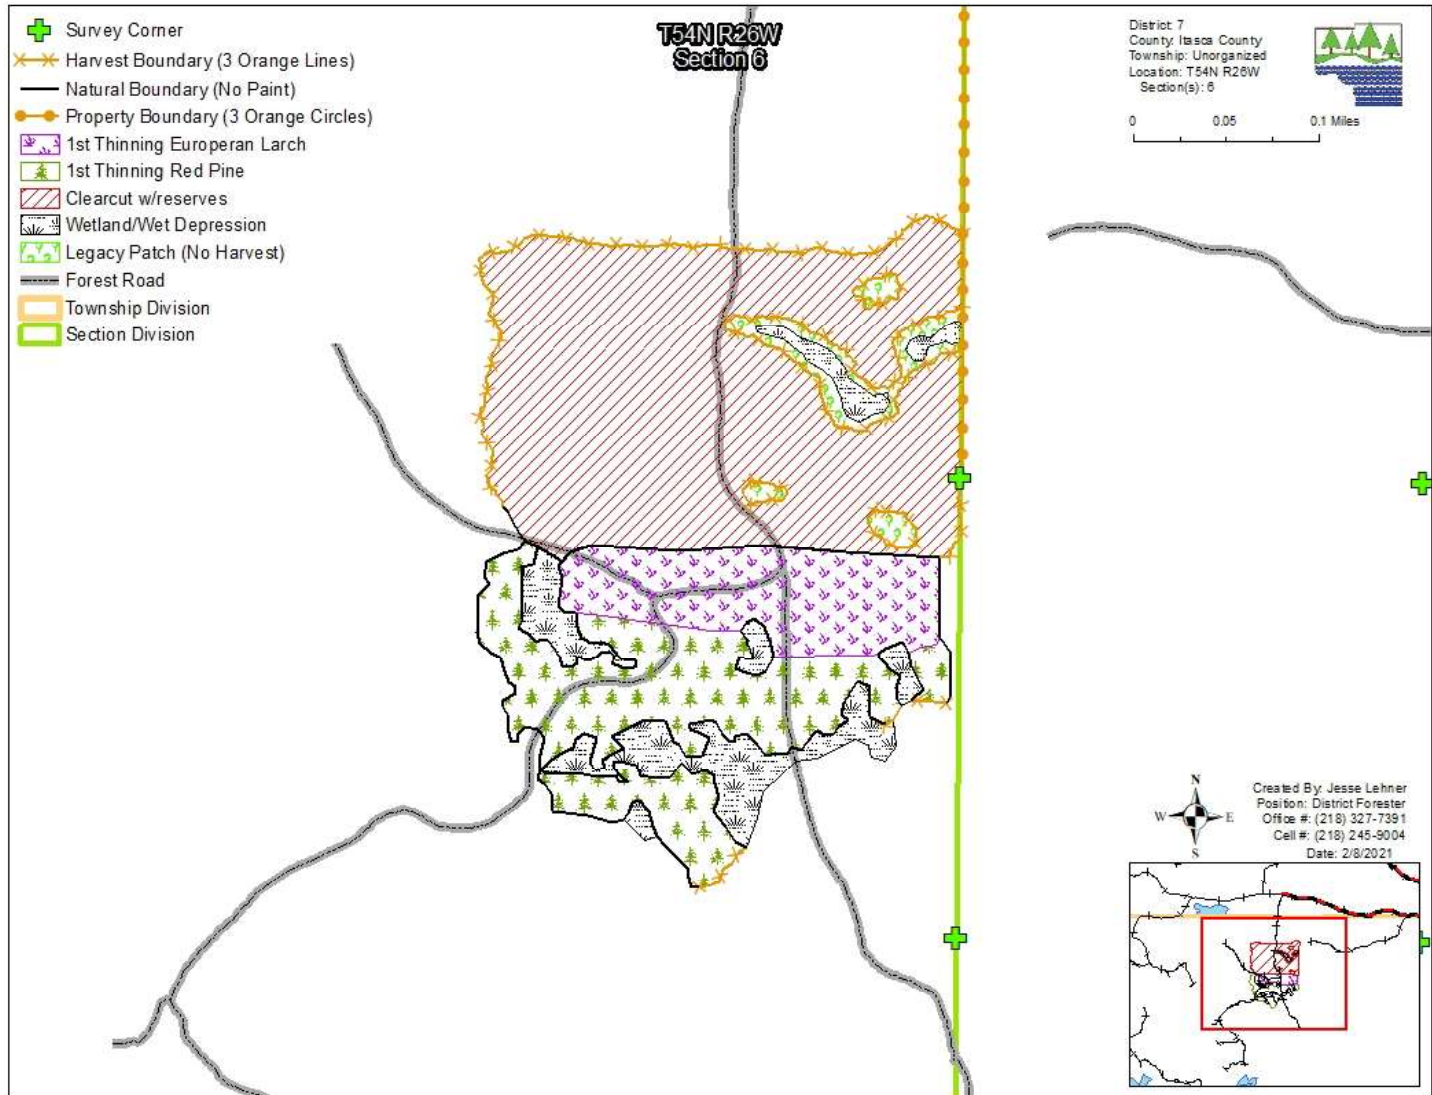 Survey Corner
Harvest Boundary (3 Orange Lines)
Natural Boundary (No Paint)
Property Boundary (3 Orange Circles)
1st Thinning Europeran Larch
1st Thinning Red Pine
Clearcut w/reserves
Wetland/Wet Depression
Legacy Patch (No Harvest)
Forest Road
Township Division
Section Division
T54N R26W
Section 6
District: 7
County: Itasca County
Township: Unorganized
Location: T54N R26W
Section(s): 6
0 0.05 0.1 Miles
N
W E
S
Created By: Jesse Lehner
Position: District Forester
Office #: (218) 327-7391
Cell #: (218) 245-9004
Date: 2/8/2021